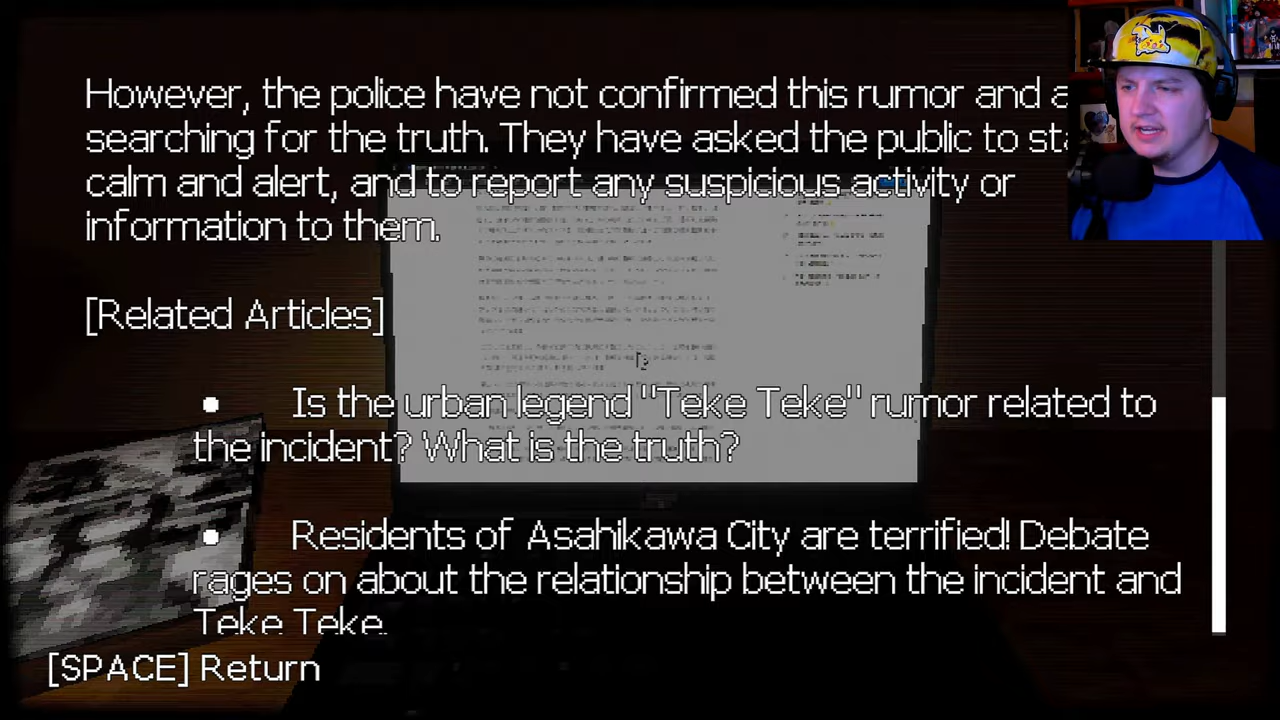 However, the police have not confirmed this rumor and a
searching for the truth. They have asked the public to sta
calm and alert, and to report any suspicious activity or
information to them.
[Related Articles]
• Is the urban legend "Teke Teke" rumor related to
the incident? What is the truth?
• Residents of Asahikawa City are terrified! Debate
rages on about the relationship between the incident and
Teke Teke.
[SPACE] Return